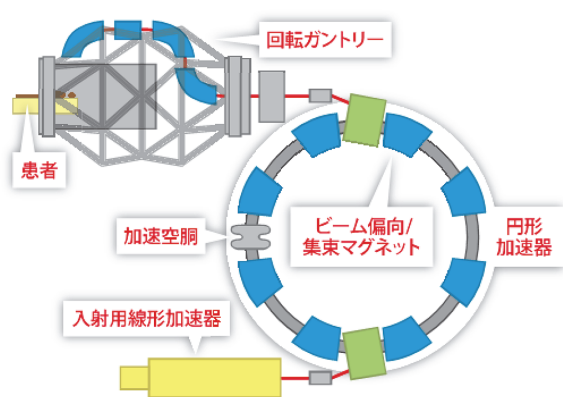 回転ガントリー
患者
加速空胴
ビーム偏向/
集束マグネット
円形
加速器
入射用線形加速器